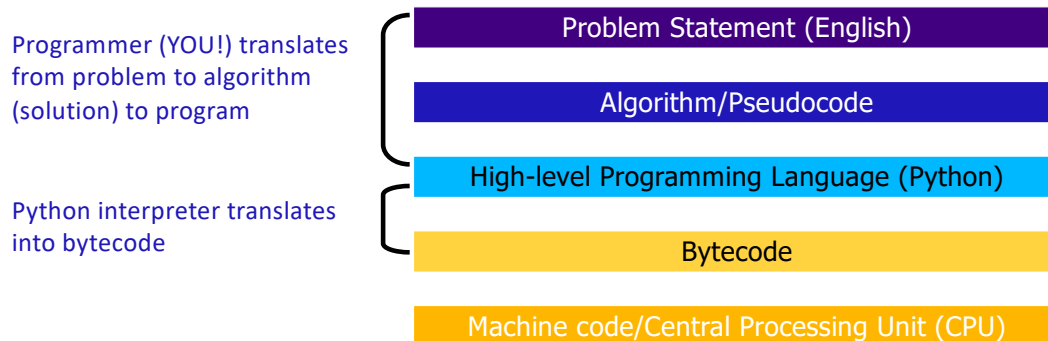 Problem Statement (English)
Programmer (YOU!) translates
from problem to algorithm
(solution) to program
Algorithm/Pseudocode
High-level Programming Language (Python)
Python interpreter translates
into bytecode
Bytecode
Machine code/Central Processing Unit (CPU)